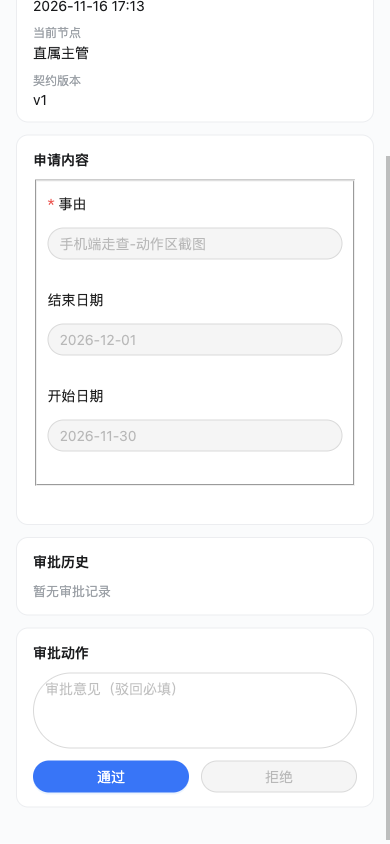 2026-11-16 17:13
当前节点
直属主管
契约版本
v1
申请内容
* 事由
手机端走查-动作区截图
结束日期
2026-12-01
开始日期
2026-11-30
审批历史
暂无审批记录
审批动作
审批意见（驳回必填）
通过
拒绝